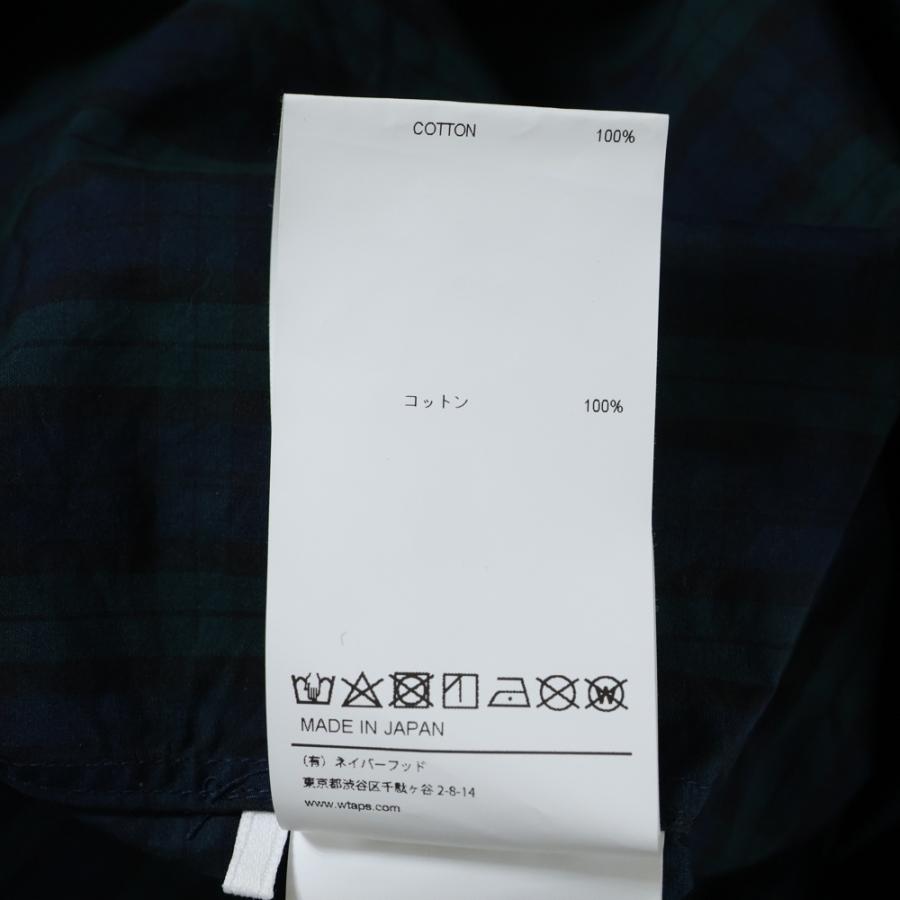 COTTON 100%
コットン 100%
MADE IN JAPAN
(有) ネイバーフッド
東京都渋谷区千駄ヶ谷 2-8-14
www.wtaps.com